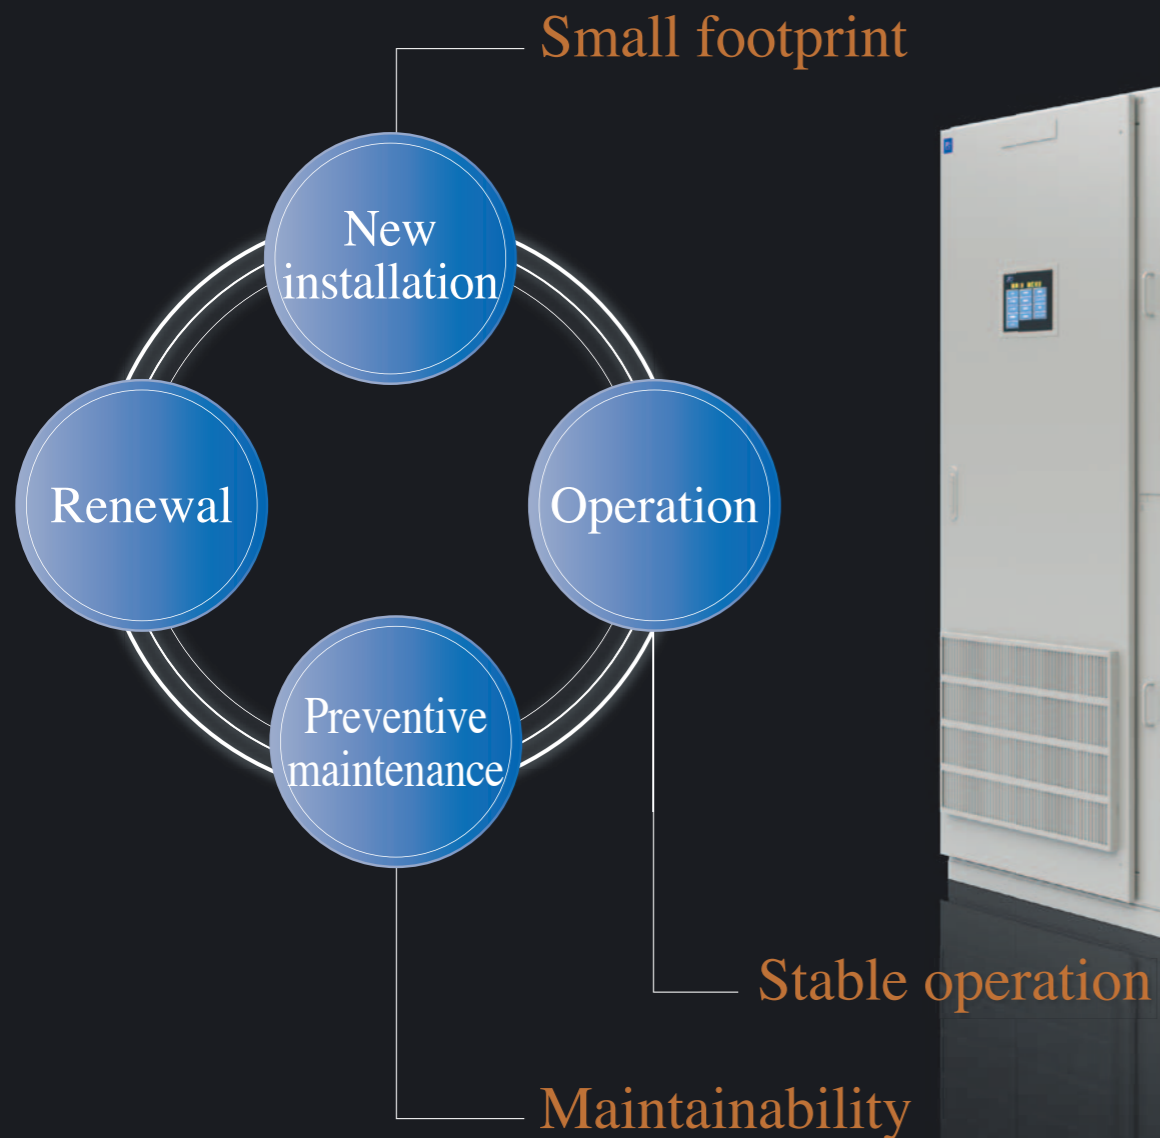 Small footprint
New
installation
Renewal
Operation
Preventive
maintenance
Stable operation
Maintainability